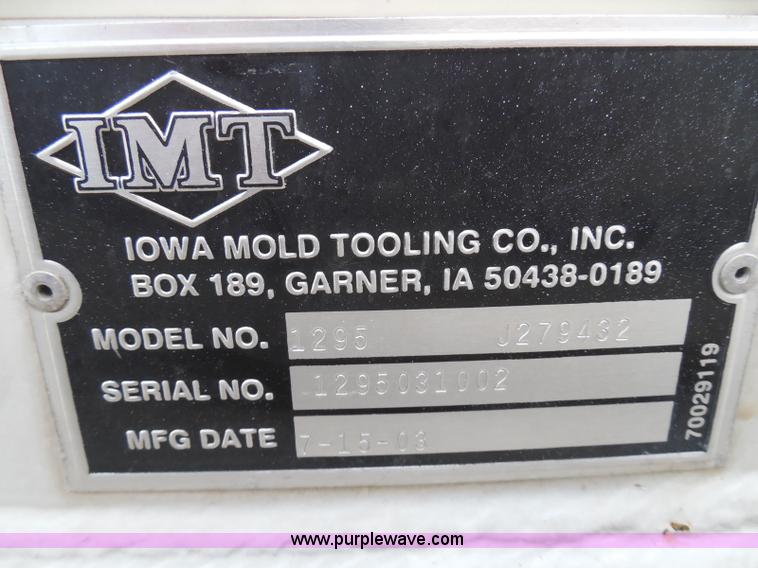 IMT
IOWA MOLD TOOLING CO., INC.
BOX 189, GARNER, IA 50438-0189
MODEL NO. 1295 J279432
SERIAL NO. 1295031002
MFG DATE 7-15-03
70029119
www.purplewave.com